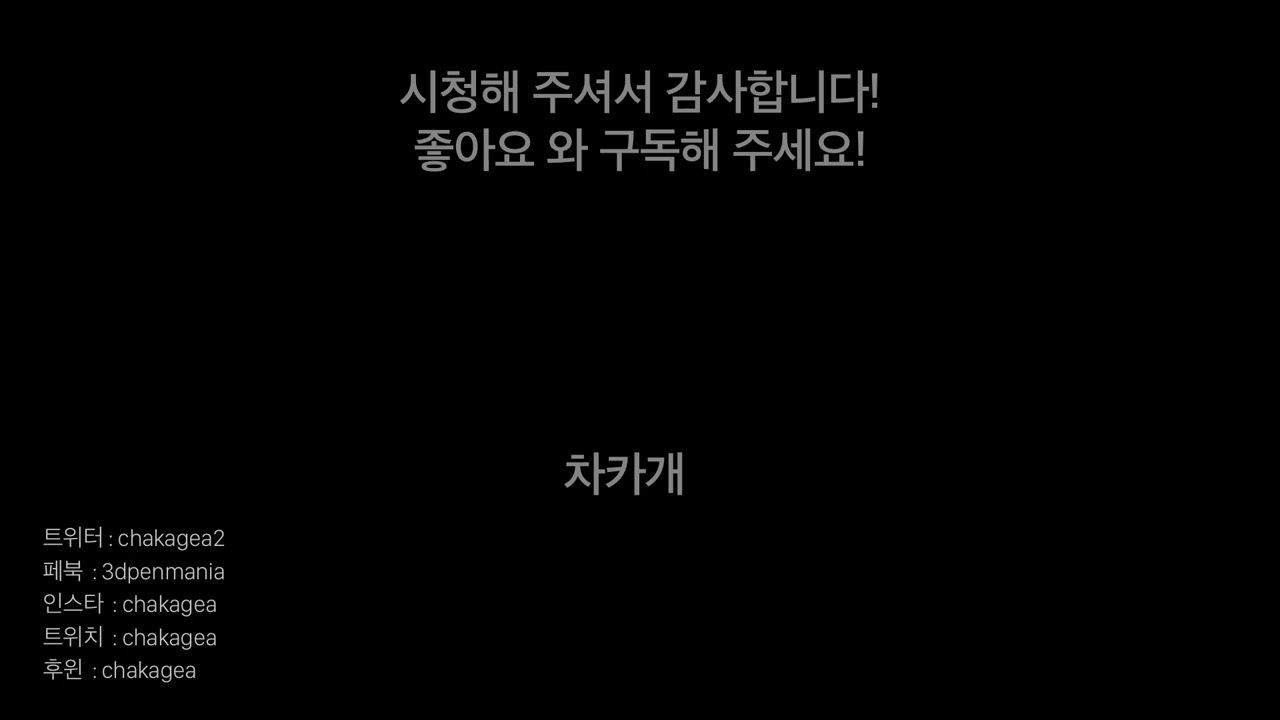 시청해 주셔서 감사합니다!
좋아요 와 구독해 주세요!
차카개
트위터 : chakagea2
페북 : 3dpenmania
인스타 : chakagea
트위치 : chakagea
후윈 : chakagea